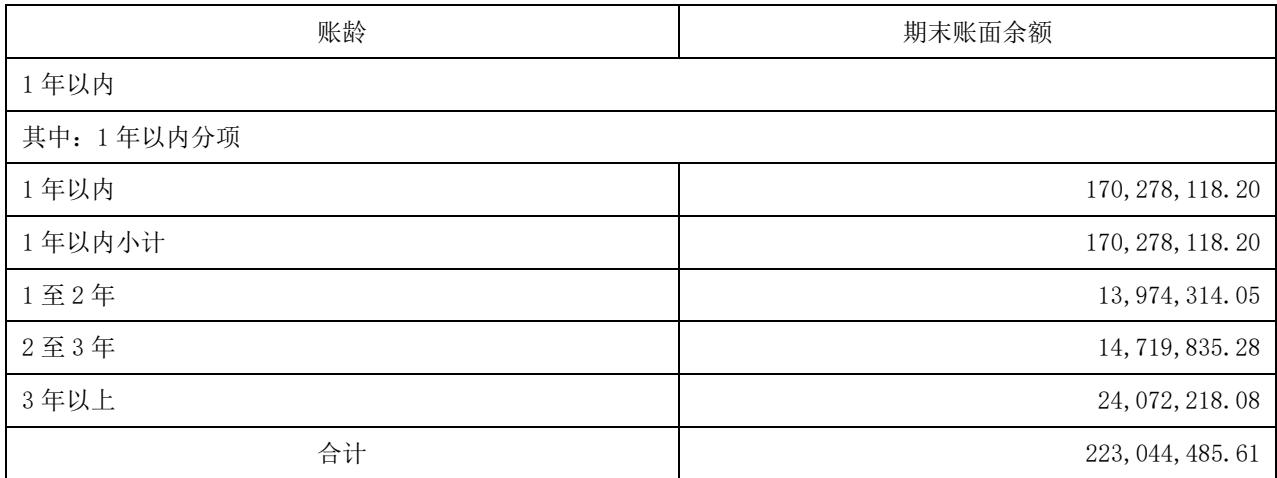 账龄 期末账面余额
1 年以内
其中：1 年以内分项
1 年以内 170,278,118.20
1 年以内小计 170,278,118.20
1 至 2 年 13,974,314.05
2 至 3 年 14,719,835.28
3 年以上 24,072,218.08
合计 223,044,485.61